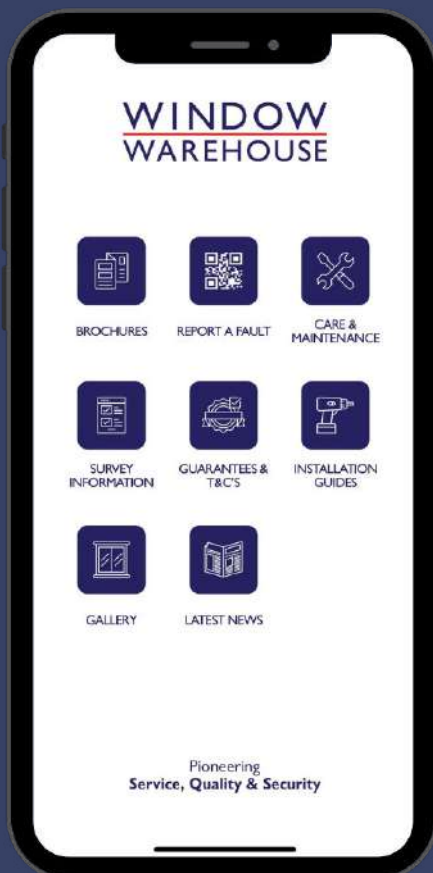 WINDOW
WAREHOUSE
BROCHURES
REPORT A FAULT
CARE &
MAINTENANCE
SURVEY
INFORMATION
GUARANTEES &
T&C'S
INSTALLATION
GUIDES
GALLERY
LATEST NEWS
Pioneering
Service, Quality & Security